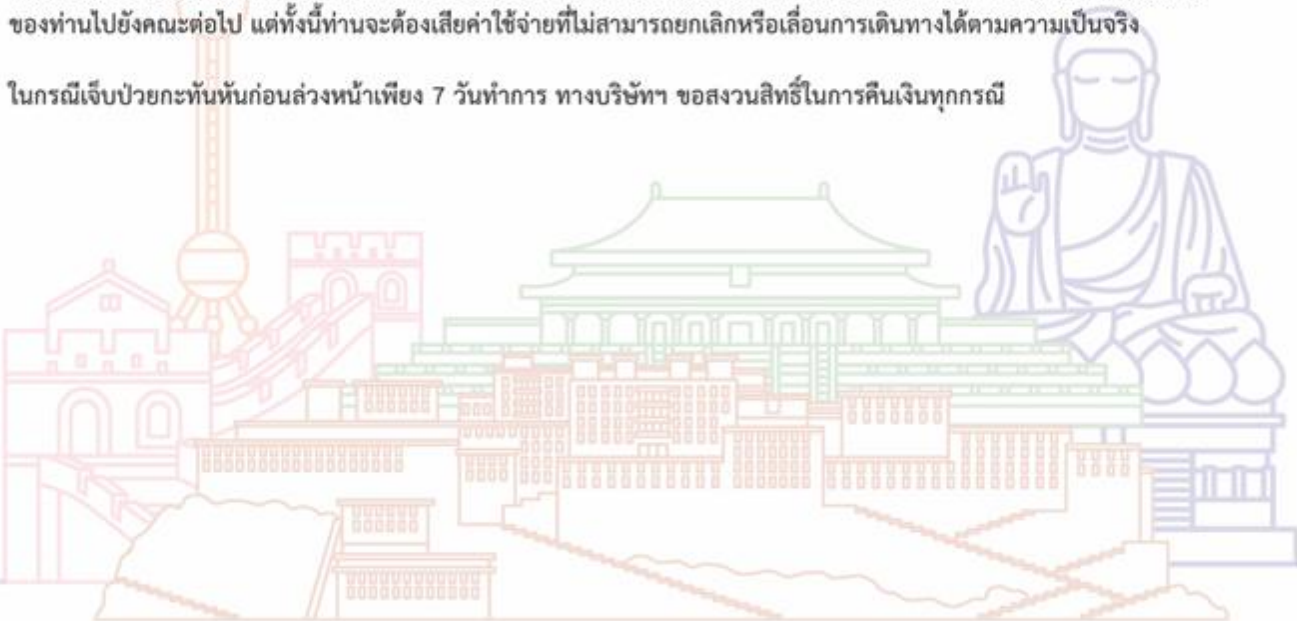 ของท่านไปยังคณะต่อไป แต่ทั้งนี้ท่านจะต้องเสียค่าใช้จ่ายที่ไม่สามารถยกเลิกหรือเลื่อนการเดินทางได้ตามความเป็นจริง
ในกรณีเจ็บป่วยกะทันหันก่อนล่วงหน้าเพียง 7 วันทำการ ทางบริษัทฯ ขอสงวนสิทธิ์ในการคืนเงินทุกกรณี